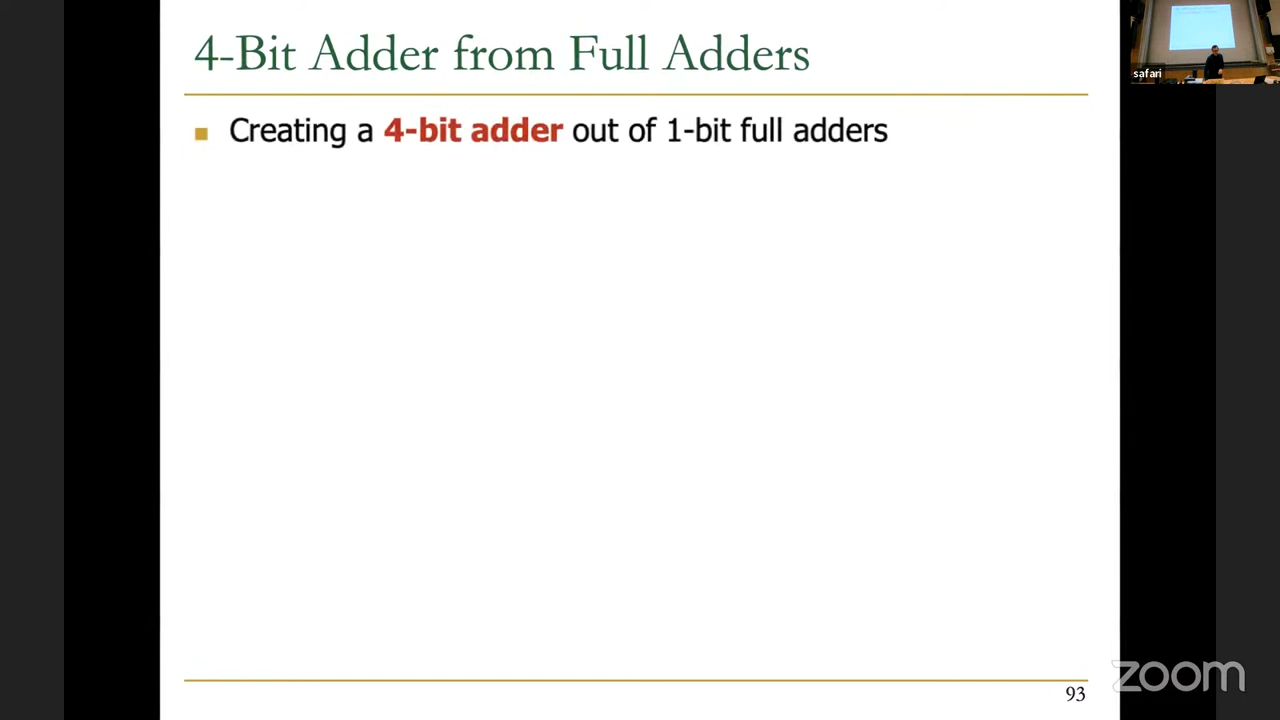 4-Bit Adder from Full Adders
Creating a 4-bit adder out of 1-bit full adders
safari
93
zoom